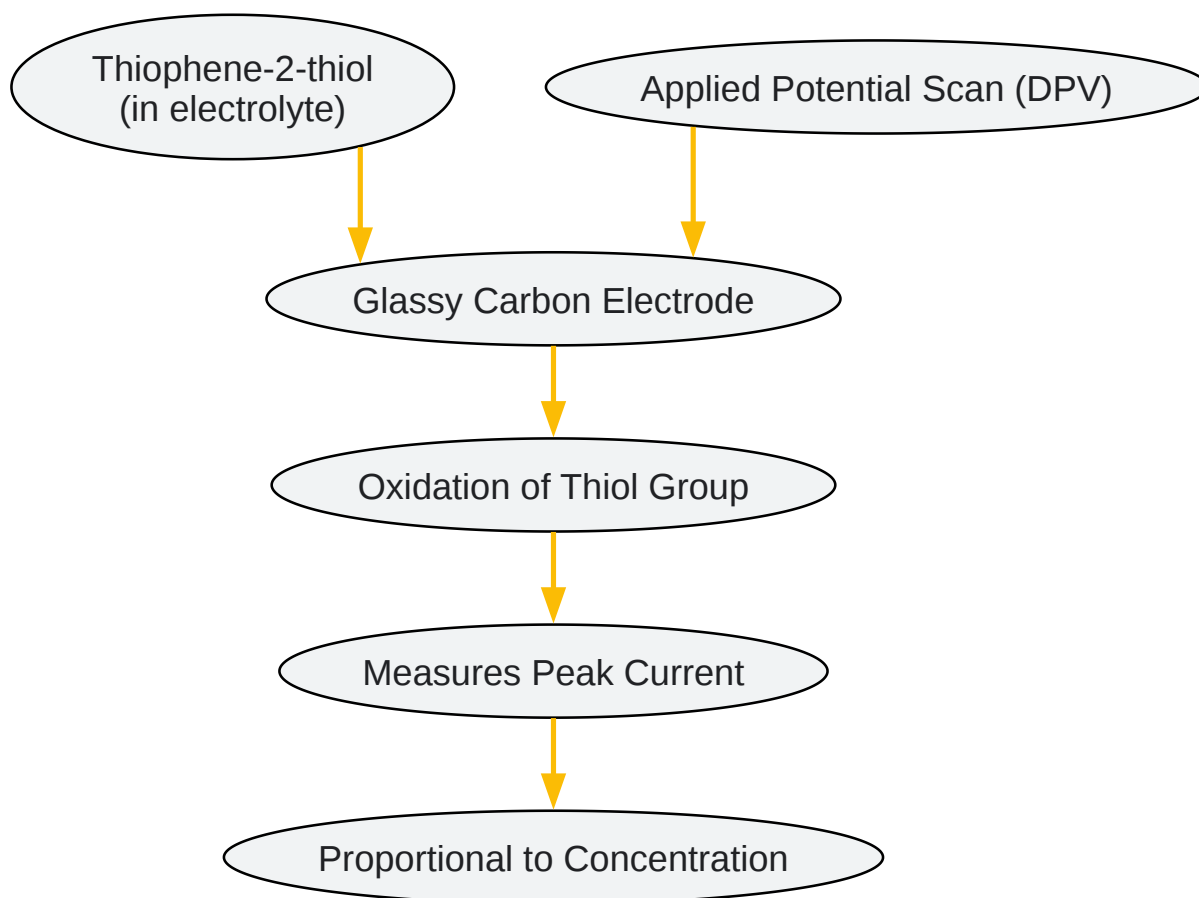 Thiophene-2-thiol
(in electrolyte)
Applied Potential Scan (DPV)
Glassy Carbon Electrode
Oxidation of Thiol Group
Measures Peak Current
Proportional to Concentration